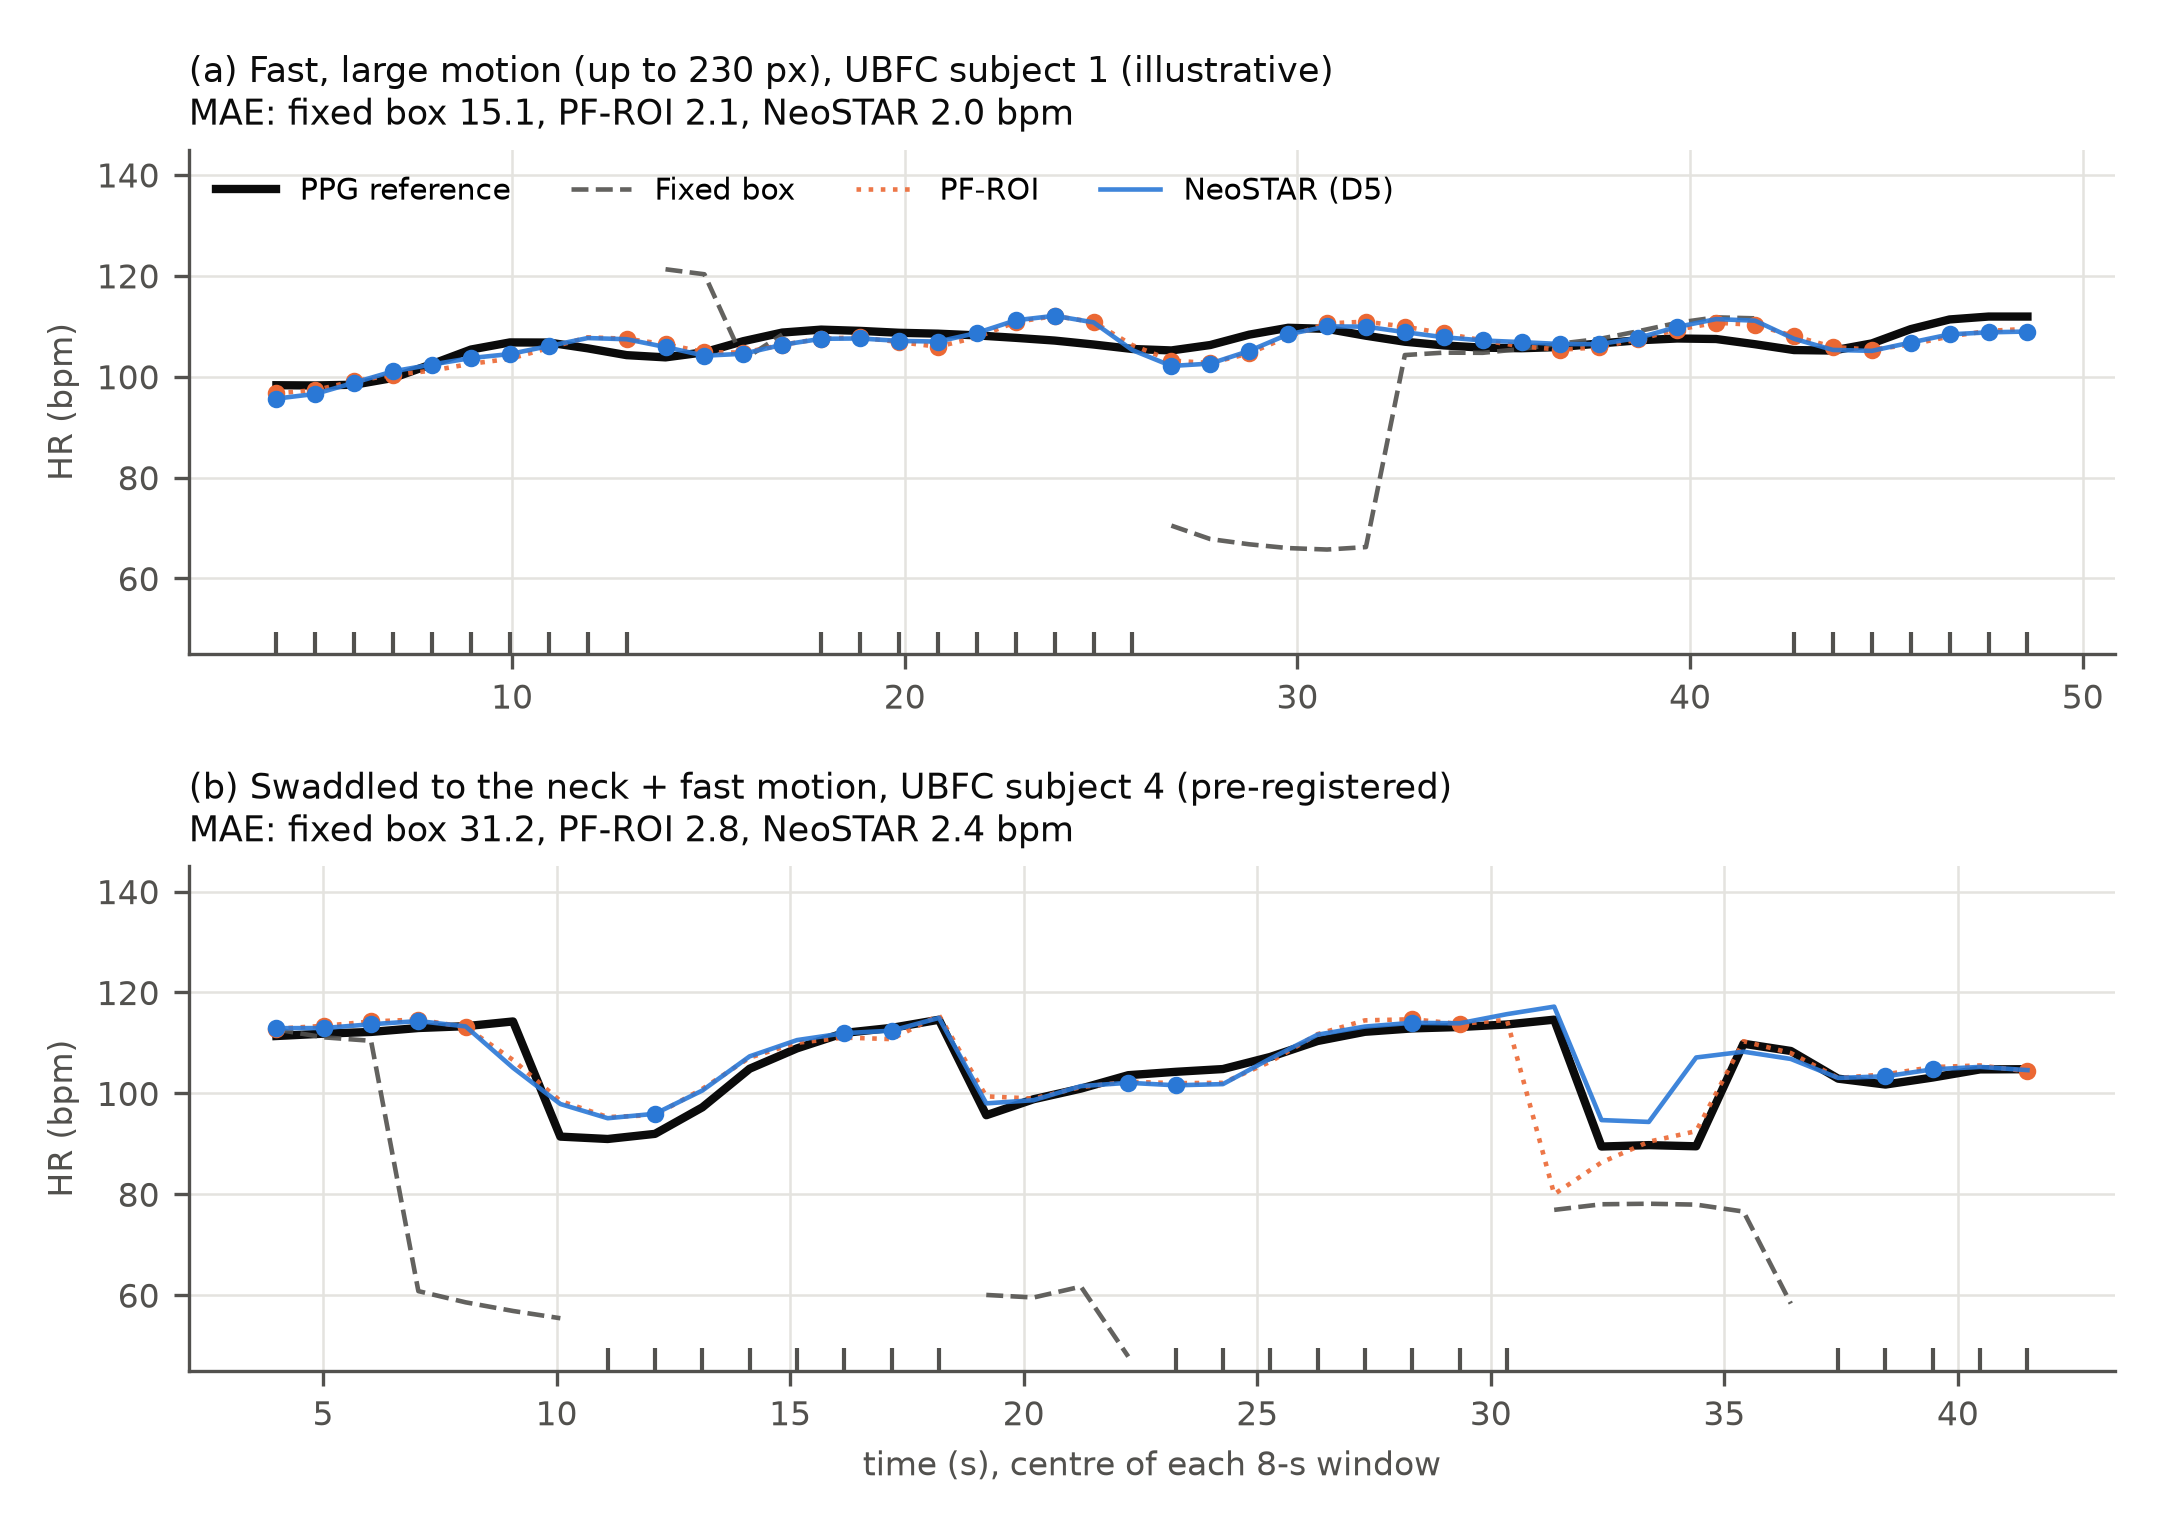 (a) Fast, large motion (up to 230 px), UBFC subject 1 (illustrative)
MAE: fixed box 15.1, PF-ROI 2.1, NeoSTAR 2.0 bpm
PPG reference Fixed box PF-ROI NeoSTAR (D5)
HR (bpm)
140
120
100
80
60
10 20 30 40 50
(b) Swaddled to the neck + fast motion, UBFC subject 4 (pre-registered)
MAE: fixed box 31.2, PF-ROI 2.8, NeoSTAR 2.4 bpm
HR (bpm)
140
120
100
80
60
5 10 15 20 25 30 35 40
time (s), centre of each 8-s window